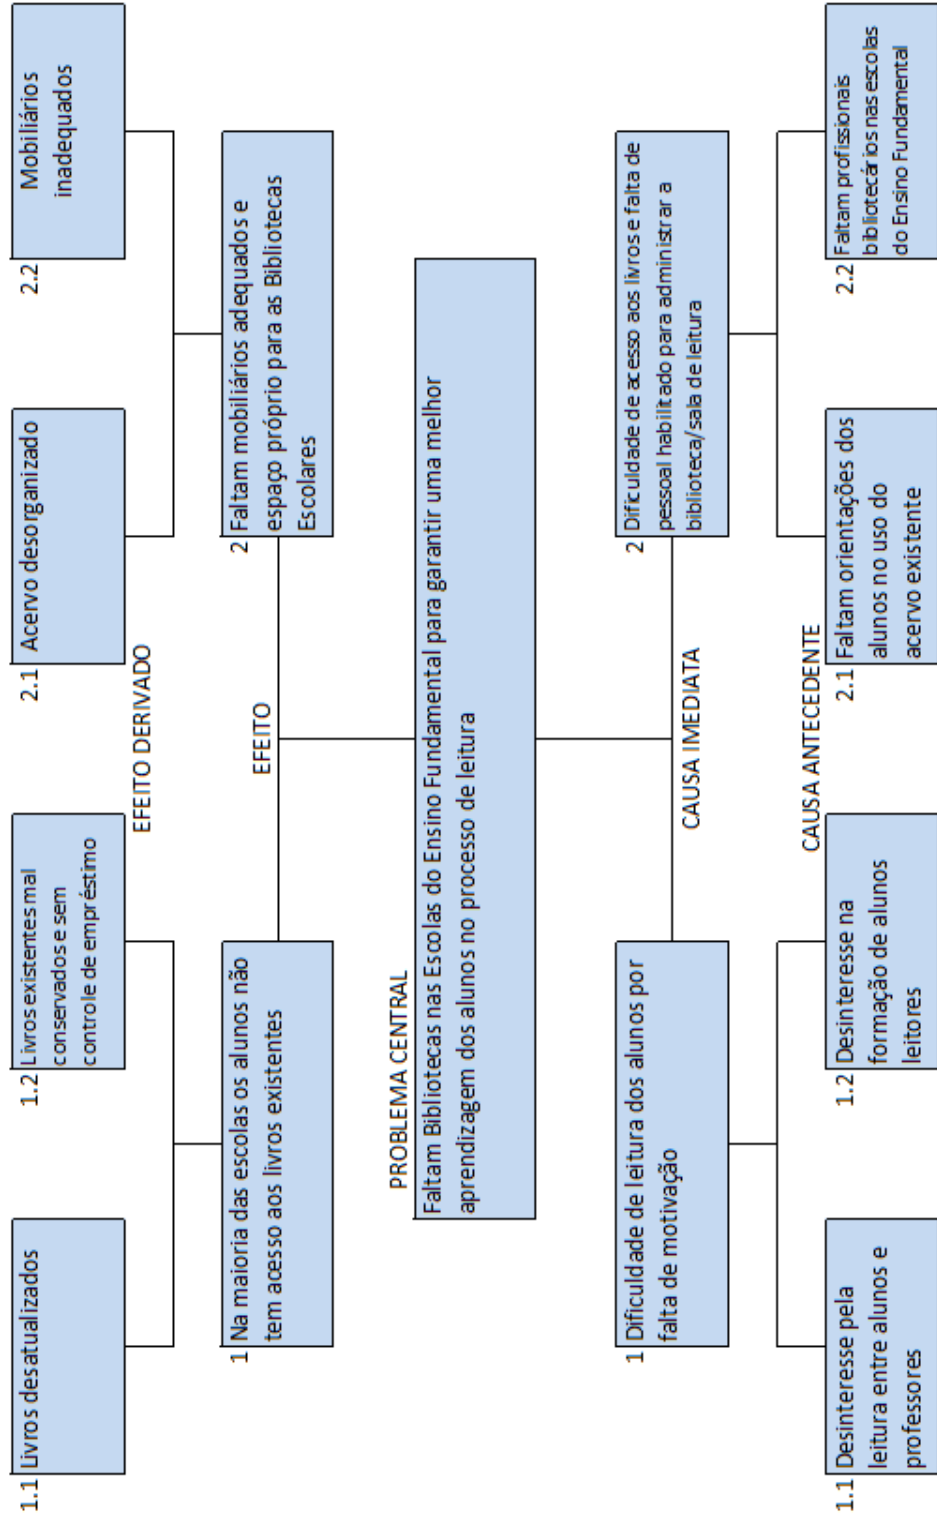 1.1 Livros desatualizados
1.2 Livros existentes mal
conservados e sem
controle de empréstimo
2.1 Acervo desorganizado
2.2 Mobiliários
inadequados
EFEITO DERIVADO
1 Na maioria das escolas os alunos não
tem acesso aos livros existentes
EFEITO
2 Faltam mobiliários adequados e
espaço próprio para as Bibliotecas
Escolares
PROBLEMA CENTRAL
Faltam Bibliotecas nas Escolas do Ensino Fundamental para garantir uma melhor
aprendizagem dos alunos no processo de leitura
1 Dificuldade de leitura dos alunos por
falta de motivação
CAUSA IMEDIATA
2 Dificuldade de acesso aos livros e falta de
pessoal habilitado para administrar a
biblioteca/sala de leitura
CAUSA ANTECEDENTE
1.1 Desinteresse pela
leitura entre alunos e
professores
1.2 Desinteresse na
formação de alunos
leitores
2.1 Faltam orientações dos
alunos no uso do
acervo existente
2.2 Faltam profissionais
bibliotecários nas escolas
do Ensino Fundamental